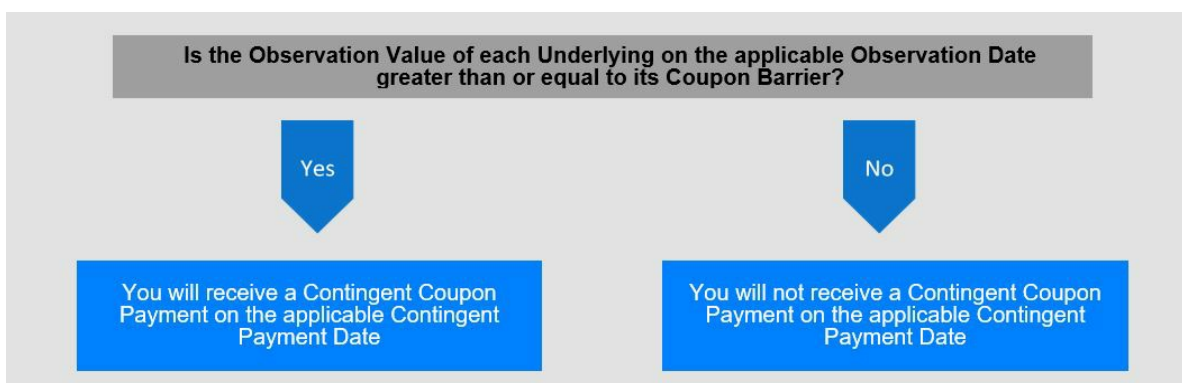 Is the Observation Value of each Underlying on the applicable Observation Date
greater than or equal to its Coupon Barrier?
Yes
No
You will receive a Contingent Coupon
Payment on the applicable Contingent
Payment Date
You will not receive a Contingent Coupon
Payment on the applicable Contingent
Payment Date